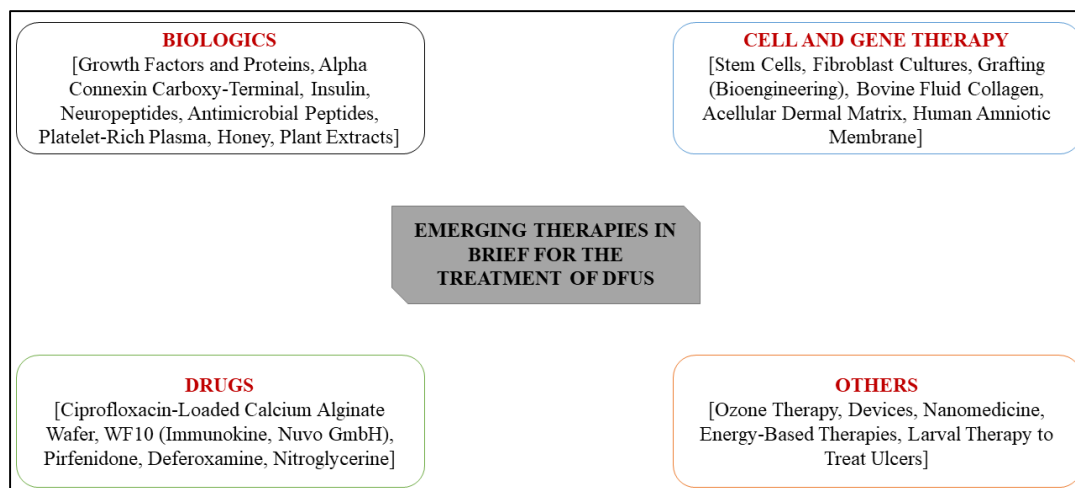 BIOLOGICS
[Growth Factors and Proteins, Alpha
Connexin Carboxy-Terminal, Insulin,
Neuropeptides, Antimicrobial Peptides,
Platelet-Rich Plasma, Honey, Plant Extracts]
CELL AND GENE THERAPY
[Stem Cells, Fibroblast Cultures, Grafting
(Bioengineering), Bovine Fluid Collagen,
Acellular Dermal Matrix, Human Amniotic
Membrane]
EMERGING THERAPIES IN
BRIEF FOR THE
TREATMENT OF DFUS
DRUGS
[Ciprofloxacin-Loaded Calcium Alginate
Wafer, WF10 (Immunokine, Nuvo GmbH),
Pirfenidone, Deferoxamine, Nitroglycerine]
OTHERS
[Ozone Therapy, Devices, Nanomedicine,
Energy-Based Therapies, Larval Therapy to
Treat Ulcers]